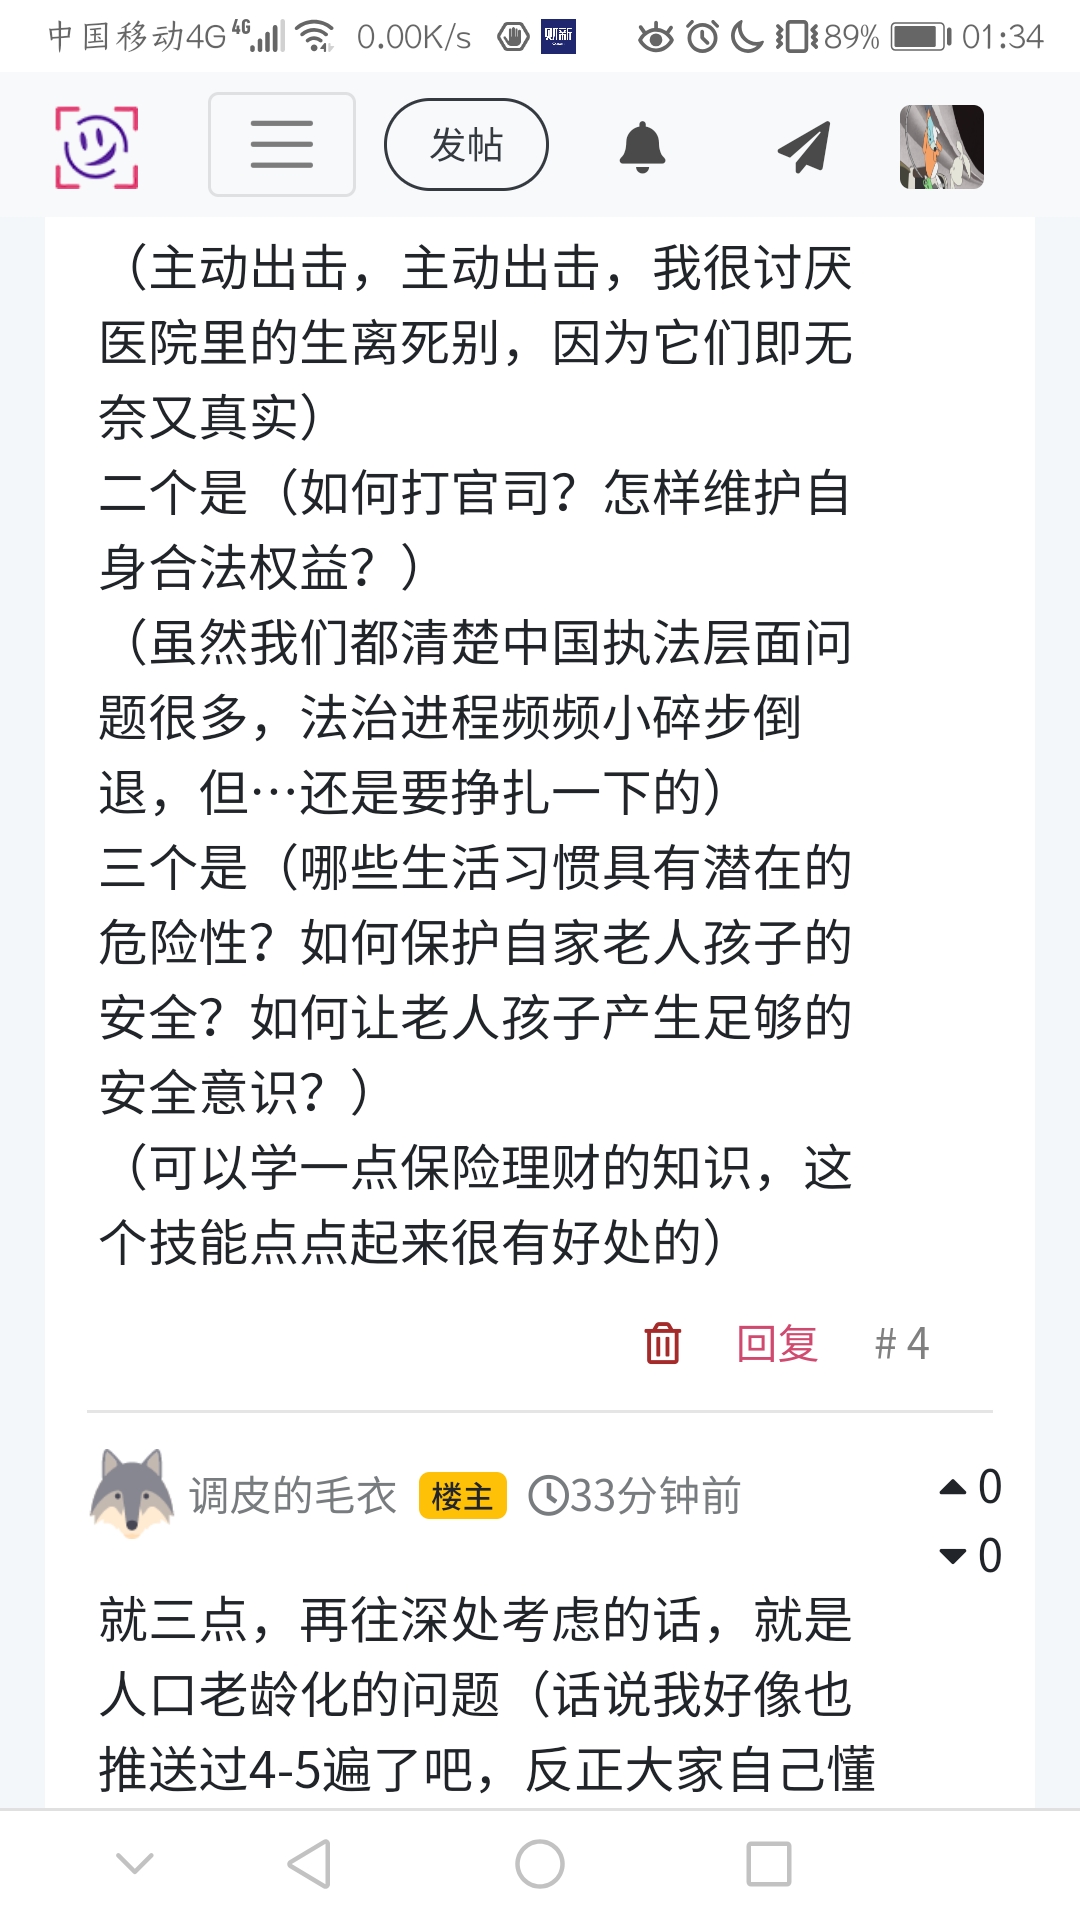 中国移动4G 4G 0.00K/s 财新 89% 01:34
发帖
（主动出击，主动出击，我很讨厌
医院里的生离死别，因为它们即无
奈又真实）
二个是（如何打官司？怎样维护自
身合法权益？）
（虽然我们都清楚中国执法层面问
题很多，法治进程频频小碎步倒
退，但…还是要挣扎一下的）
三个是（哪些生活习惯具有潜在的
危险性？如何保护自家老人孩子的
安全？如何让老人孩子产生足够的
安全意识？）
（可以学一点保险理财的知识，这
个技能点点起来很有好处的）
回复 #4
调皮的毛衣 楼主 33分钟前 0
0
就三点，再往深处考虑的话，就是
人口老龄化的问题（话说我好像也
推送过4-5遍了吧，反正大家自己懂